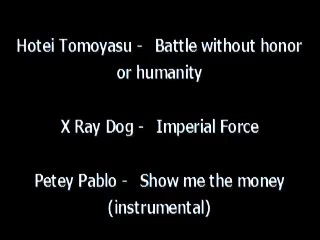 Hotei Tomoyasu - Battle without honor
or humanity
X Ray Dog - Imperial Force
Petey Pablo - Show me the money
(instrumental)